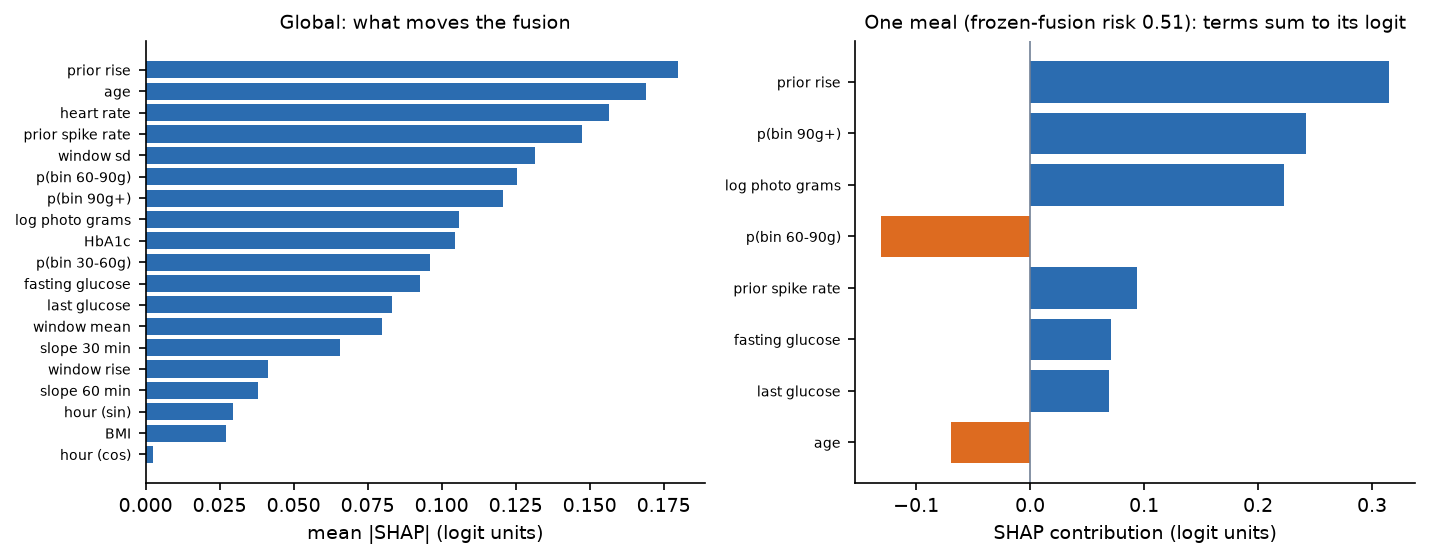 Global: what moves the fusion
prior rise
age
heart rate
prior spike rate
window sd
p(bin 60-90g)
p(bin 90g+)
log photo grams
HbA1c
p(bin 30-60g)
fasting glucose
last glucose
window mean
slope 30 min
window rise
slope 60 min
hour (sin)
BMI
hour (cos)
0.000 0.025 0.050 0.075 0.100 0.125 0.150 0.175
mean |SHAP| (logit units)
One meal (frozen-fusion risk 0.51): terms sum to its logit
prior rise
p(bin 90g+)
log photo grams
p(bin 60-90g)
prior spike rate
fasting glucose
last glucose
age
−0.1 0.0 0.1 0.2 0.3
SHAP contribution (logit units)